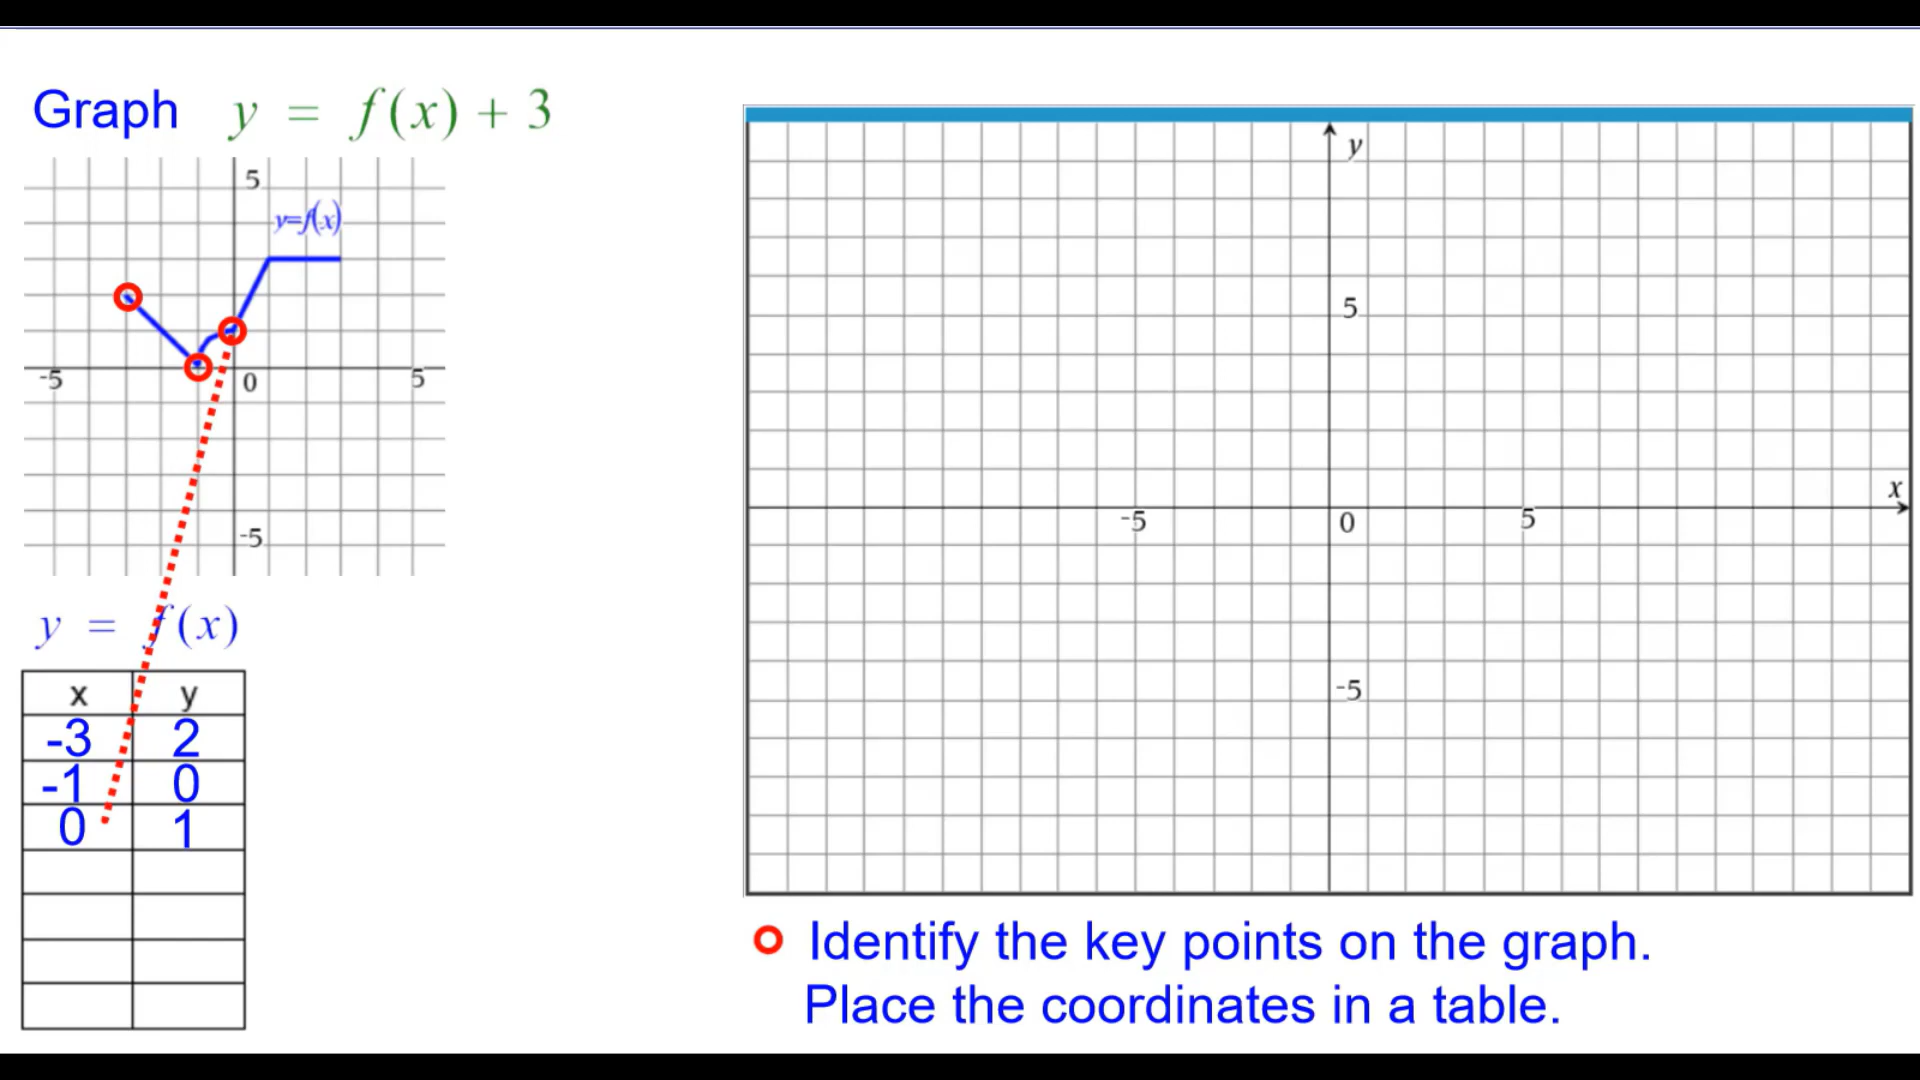 Graph y = f(x) + 3
5
y=f(x)
-5 0 5
-5
y = f(x)
x y
-3 2
-1 0
0 1
y
5
x
-5 0 5
-5
Identify the key points on the graph.
Place the coordinates in a table.